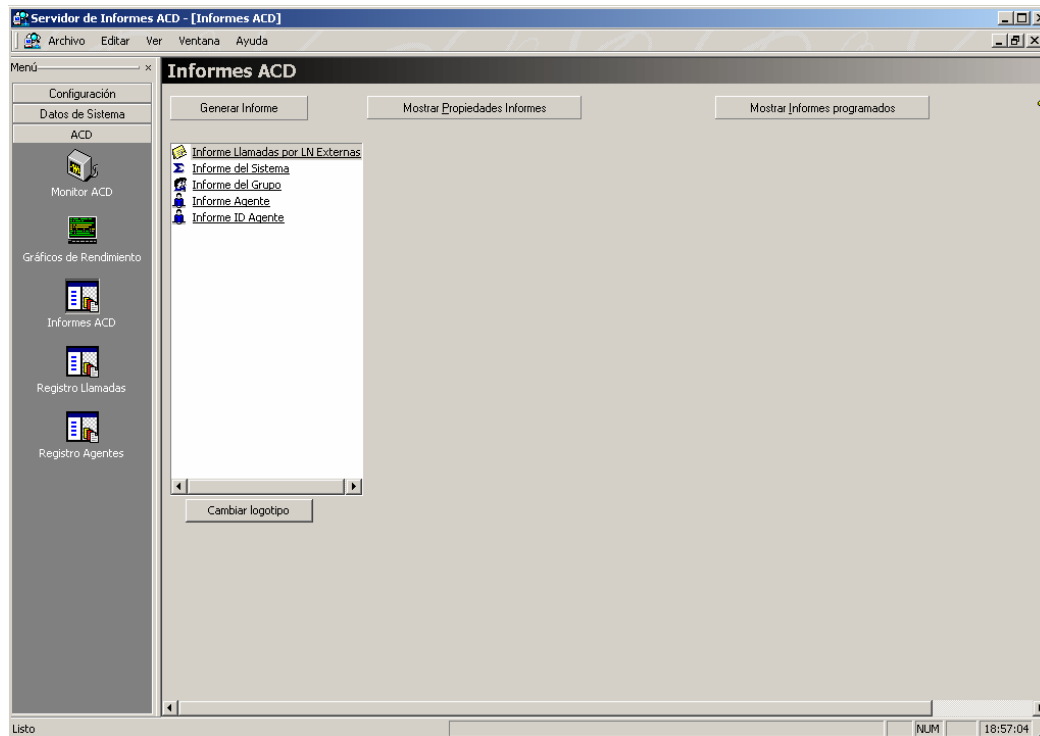 Servidor de Informes ACD - [Informes ACD]
Archivo Editar Ver Ventana Ayuda
Menú
Informes ACD
Configuración
Datos de Sistema
ACD
Monitor ACD
Gráficos de Rendimiento
Informes ACD
Registro Llamadas
Registro Agentes
Generar Informe
Mostrar Propiedades Informes
Mostrar Informes programados
Informe Llamadas por LN Externas
Informe del Sistema
Informe del Grupo
Informe Agente
Informe ID Agente
Cambiar logotipo
Listo
NUM
18:57:04